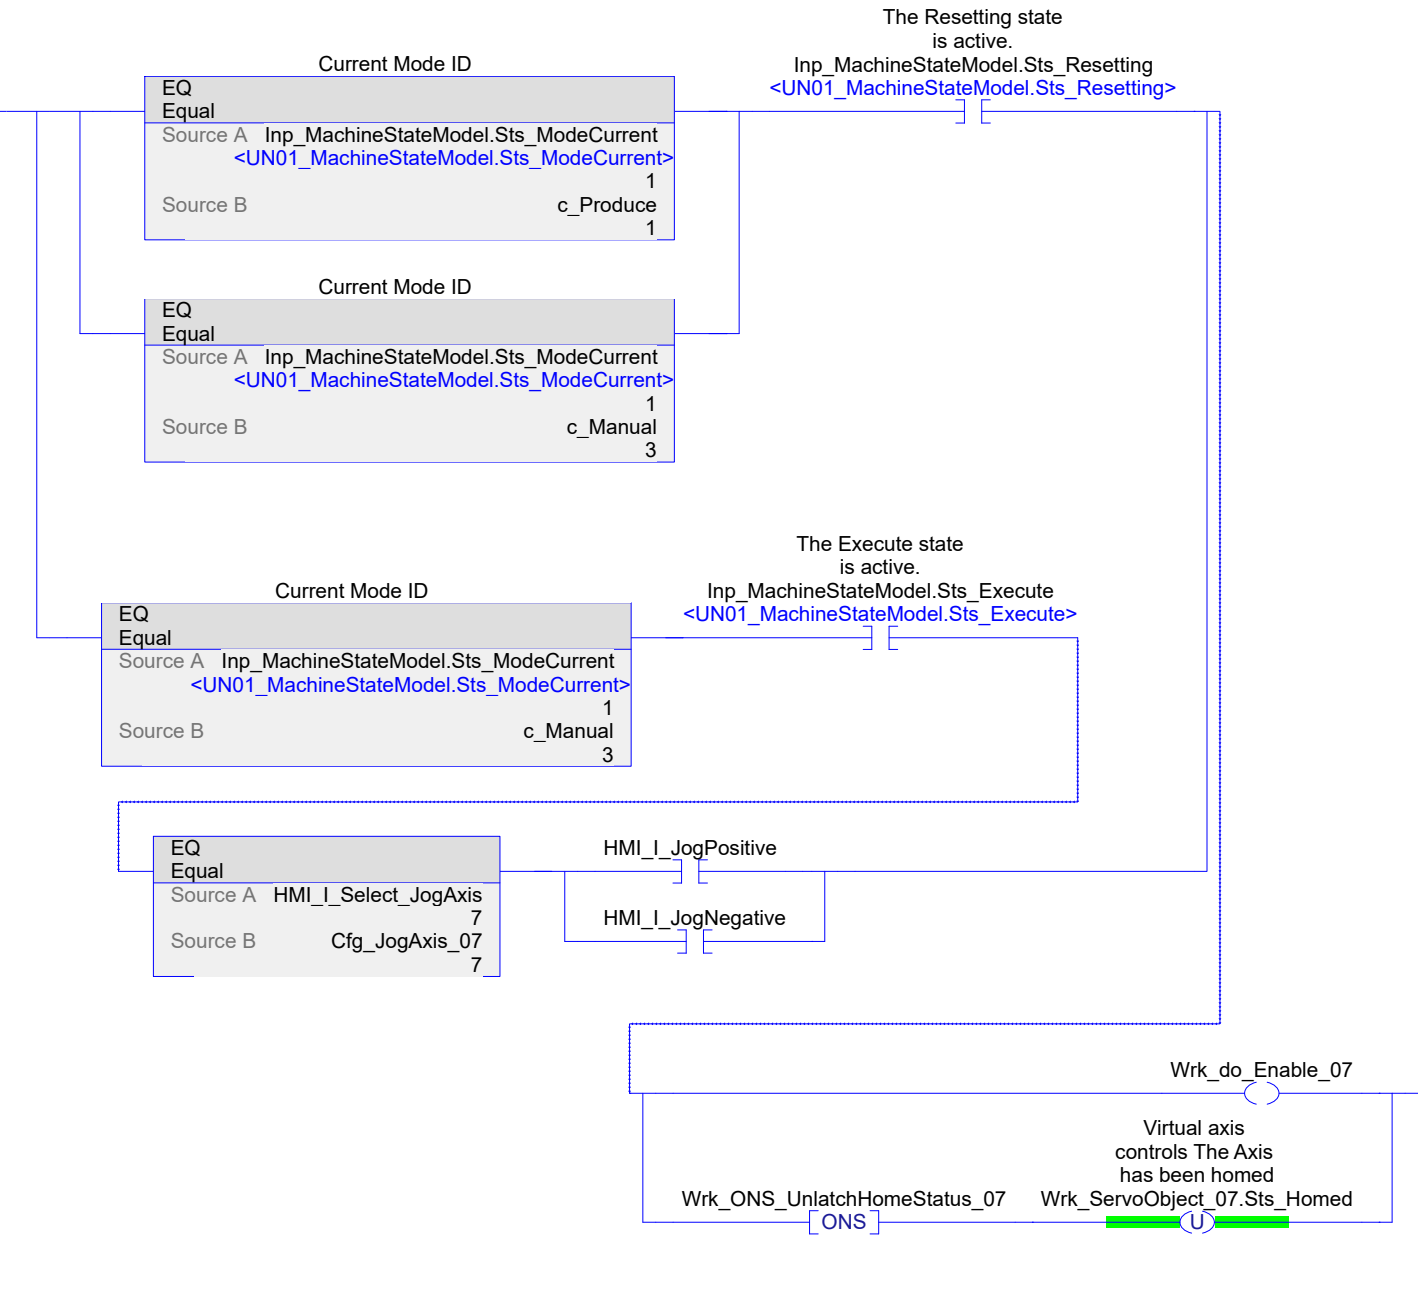 The Resetting state
is active.
Current Mode ID
Inp_MachineStateModel.Sts_Resetting
<UN01_MachineStateModel.Sts_Resetting>
EQ
Equal
Source A Inp_MachineStateModel.Sts_ModeCurrent
<UN01_MachineStateModel.Sts_ModeCurrent>
1
Source B c_Produce
1
Current Mode ID
EQ
Equal
Source A Inp_MachineStateModel.Sts_ModeCurrent
<UN01_MachineStateModel.Sts_ModeCurrent>
1
Source B c_Manual
3
The Execute state
is active.
Current Mode ID
Inp_MachineStateModel.Sts_Execute
<UN01_MachineStateModel.Sts_Execute>
EQ
Equal
Source A Inp_MachineStateModel.Sts_ModeCurrent
<UN01_MachineStateModel.Sts_ModeCurrent>
1
Source B c_Manual
3
EQ
Equal
Source A HMI_I_Select_JogAxis
7
Source B Cfg_JogAxis_07
7
HMI_I_JogPositive
HMI_I_JogNegative
Wrk_do_Enable_07
Virtual axis
controls The Axis
has been homed
Wrk_ONS_UnlatchHomeStatus_07 Wrk_ServoObject_07.Sts_Homed
ONS U